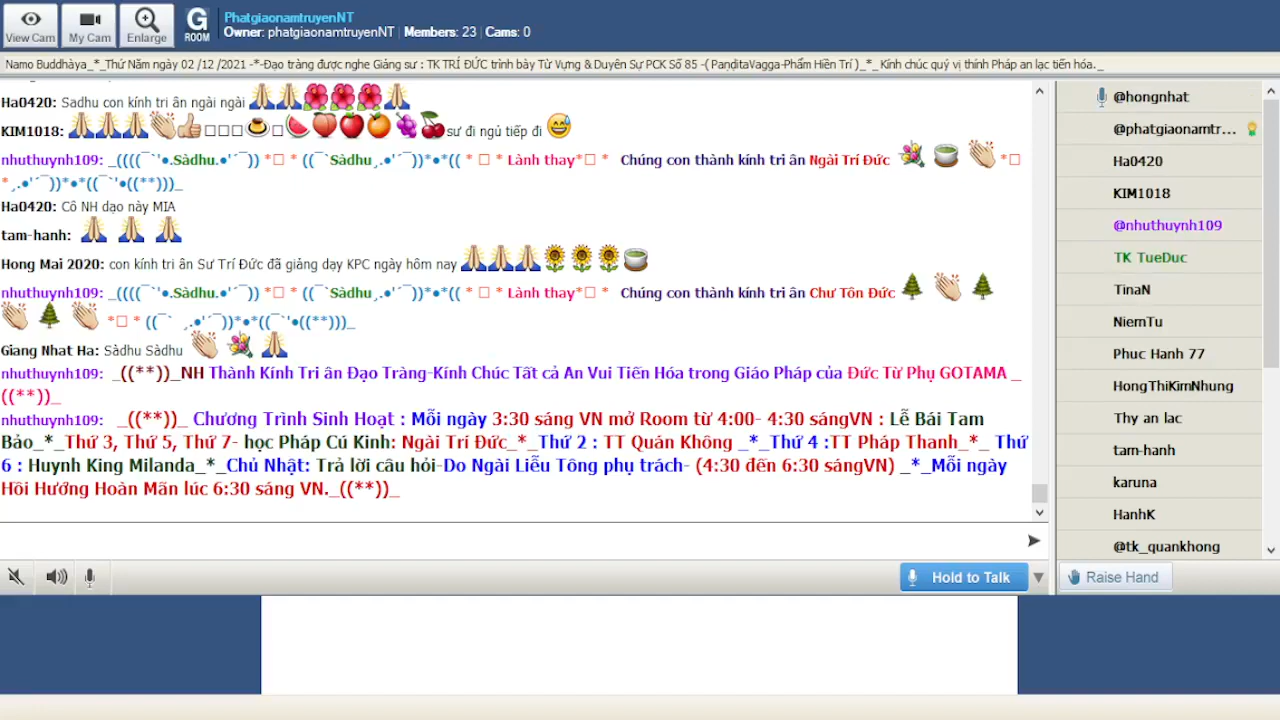 View Cam
My Cam
Enlarge
G
ROOM
PhatgiaonamtruyenNT
Owner: phatgiaonamtruyenNT | Members: 23 | Cams: 0
Namo Buddhàya_*_Thứ Năm ngày 02 /12 /2021 -*-Đạo tràng được nghe Giảng sư : TK TRÍ ĐỨC trình bày Từ Vựng & Duyên Sự PCK Số 85 -( PaṇḍitaVagga-Phẩm Hiền Trí )_*_ Kính chúc quý vị thính Pháp an lạc tiến hóa._
Ha0420: Sadhu con kính tri ân ngài ngài 🙏🙏🌺🌺🌺🙏
KIM1018: 🙏🙏🙏👏👍□□□🍮□🍉🍑🍎🍊🍇🍒sư đi ngủ tiếp đi 😅
nhuthuynh109: _((((¯`'•.Sàdhu.•'´¯)) *□ * ((¯`Sàdhu¸.•'´¯))*•*(( * □ * Lành thay*□ * Chúng con thành kính tri ân Ngài Trí Đức 💐 🍵 👏 *□
*¸.•'´¯))*•*((¯`'•((**)))_
Ha0420: Cô NH dạo này MIA
tam-hanh: 🙏 🙏 🙏
Hong Mai 2020: con kính tri ân Sư Trí Đức đã giảng dạy KPC ngày hôm nay 🙏🙏🙏🌻🌻🌻🍵
nhuthuynh109: _((((¯`'•.Sàdhu.•'´¯)) *□ * ((¯`Sàdhu¸.•'´¯))*•*(( * □ * Lành thay*□ * Chúng con thành kính tri ân Chư Tôn Đức 🌲 👏 🌲
👏 🌲 👏 *□ * ((¯` ¸.•'´¯))*•*((¯`'•((**)))_
Giang Nhat Ha: Sàdhu Sàdhu 👏 💐 🙏
nhuthuynh109: _((**))_NH Thành Kính Tri ân Đạo Tràng-Kính Chúc Tất cả An Vui Tiến Hóa trong Giáo Pháp của Đức Từ Phụ GOTAMA _
((**))_
nhuthuynh109: _((**))_ Chương Trình Sinh Hoạt : Mỗi ngày 3:30 sáng VN mở Room từ 4:00- 4:30 sángVN : Lễ Bái Tam
Bảo_*_Thứ 3, Thứ 5, Thứ 7- học Pháp Cú Kinh: Ngài Trí Đức_*_Thứ 2 : TT Quán Không _*_Thứ 4 :TT Pháp Thanh_*_ Thứ
6 : Huynh King Milanda_*_Chủ Nhật: Trả lời câu hỏi-Do Ngài Liễu Tông phụ trách- (4:30 đến 6:30 sángVN) _*_Mỗi ngày
Hồi Hướng Hoàn Mãn lúc 6:30 sáng VN._((**))_
Hold to Talk
@hongnhat
@phatgiaonamtr...
Ha0420
KIM1018
@nhuthuynh109
TK TueDuc
TinaN
NiemTu
Phuc Hanh 77
HongThiKimNhung
Thy an lac
tam-hanh
karuna
HanhK
@tk_quankhong
Raise Hand